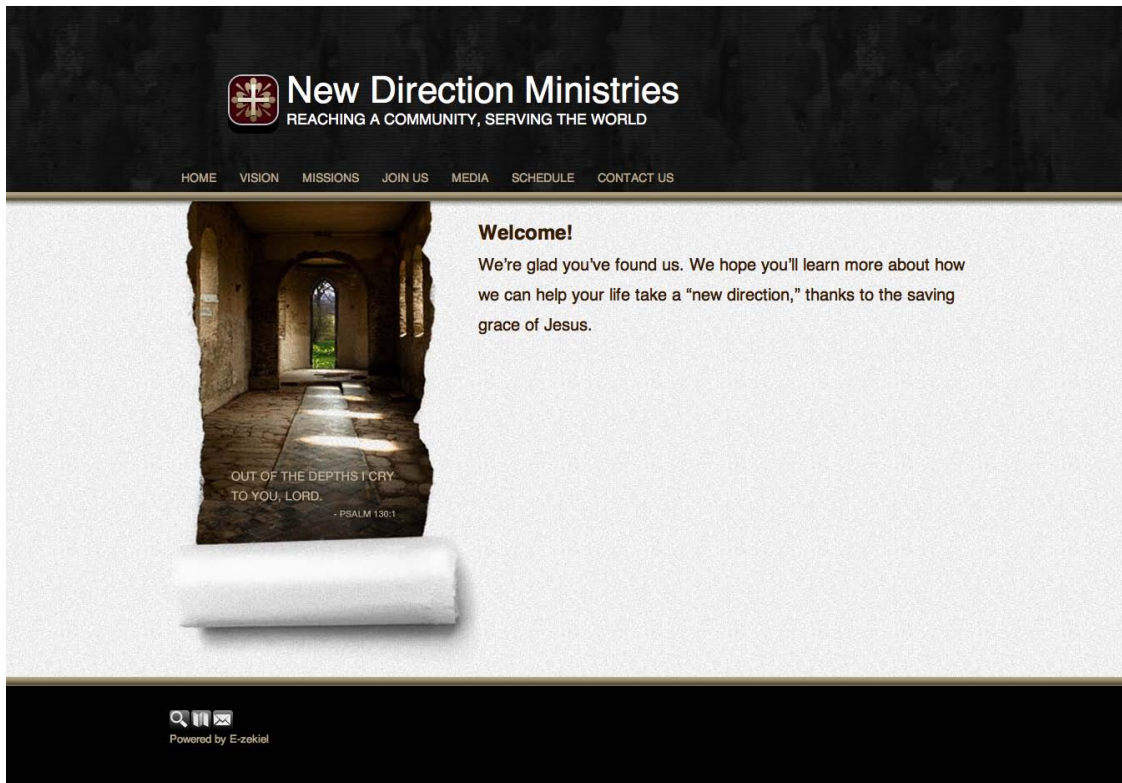 New Direction Ministries
REACHING A COMMUNITY, SERVING THE WORLD
HOME VISION MISSIONS JOIN US MEDIA SCHEDULE CONTACT US
Welcome!
We’re glad you’ve found us. We hope you’ll learn more about how
we can help your life take a “new direction,” thanks to the saving
grace of Jesus.
OUT OF THE DEPTHS I CRY
TO YOU, LORD.
- PSALM 130:1
Powered by E-zekiel